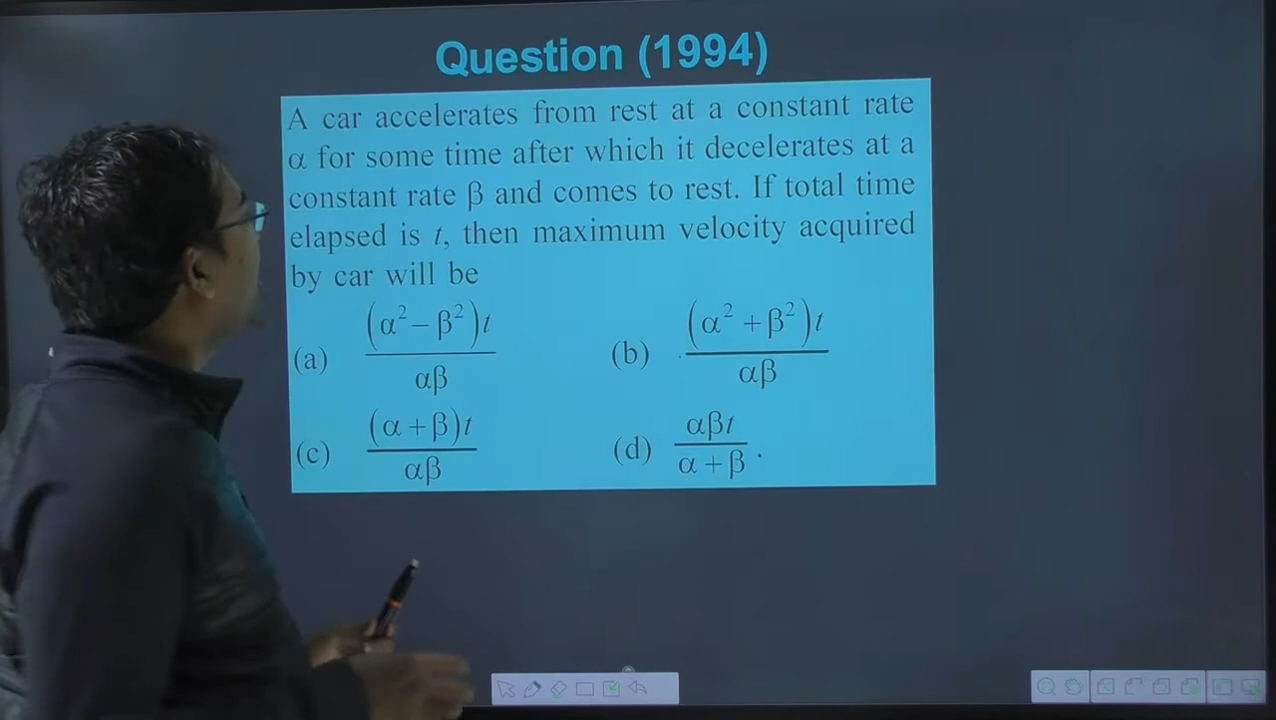 Question (1994)
A car accelerates from rest at a constant rate
α for some time after which it decelerates at a
constant rate β and comes to rest. If total time
elapsed is t, then maximum velocity acquired
by car will be
(a) (α² − β²)t / αβ (b) (α² + β²)t / αβ
(c) (α + β)t / αβ (d) αβt / α + β .